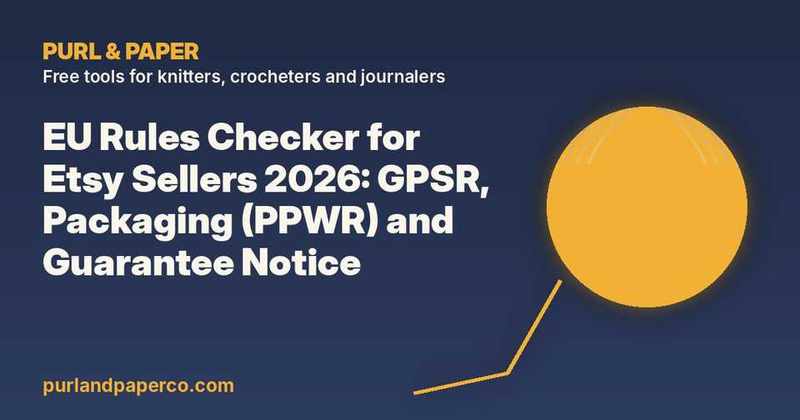 PURL & PAPER
Free tools for knitters, crocheters and journalers
EU Rules Checker for
Etsy Sellers 2026: GPSR,
Packaging (PPWR) and
Guarantee Notice
purlandpaperco.com